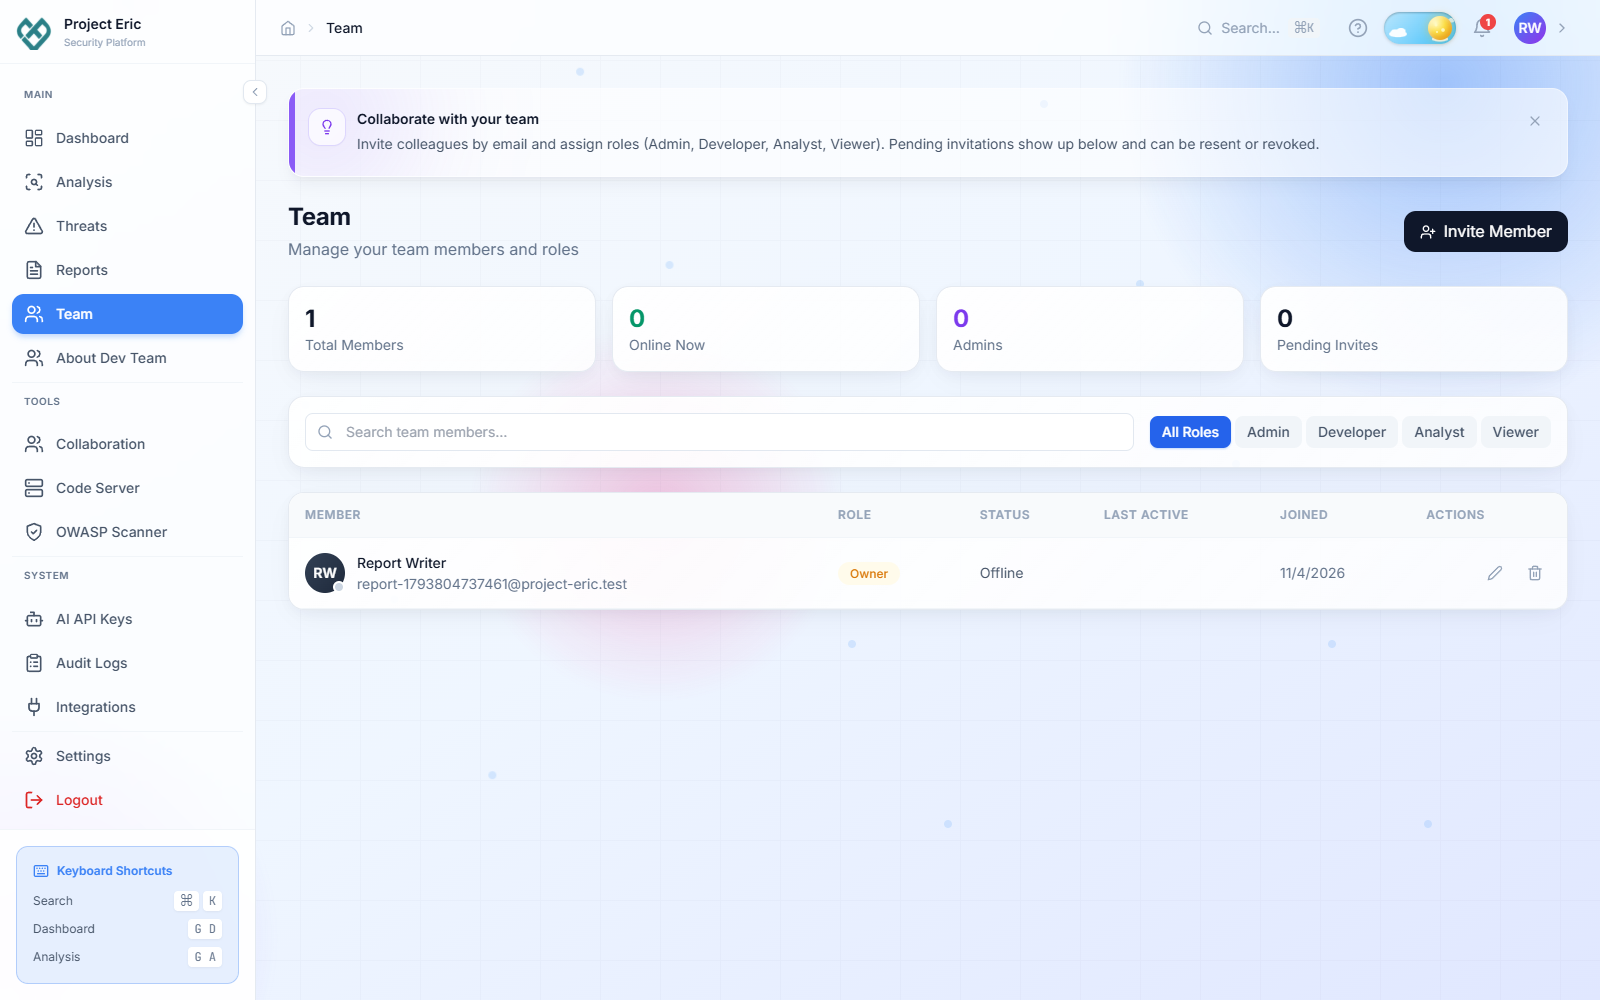 Project Eric
Security Platform
MAIN
Dashboard
Analysis
Threats
Reports
Team
About Dev Team
TOOLS
Collaboration
Code Server
OWASP Scanner
SYSTEM
AI API Keys
Audit Logs
Integrations
Settings
Logout
Keyboard Shortcuts
Search ⌘ K
Dashboard G D
Analysis G A
Team
Search... ⌘K
1
RW
Collaborate with your team
Invite colleagues by email and assign roles (Admin, Developer, Analyst, Viewer). Pending invitations show up below and can be resent or revoked.
Team
Manage your team members and roles
Invite Member
1
Total Members
0
Online Now
0
Admins
0
Pending Invites
Search team members...
All Roles Admin Developer Analyst Viewer
MEMBER ROLE STATUS LAST ACTIVE JOINED ACTIONS
RW
Report Writer
report-1793804737461@project-eric.test
Owner
Offline
11/4/2026